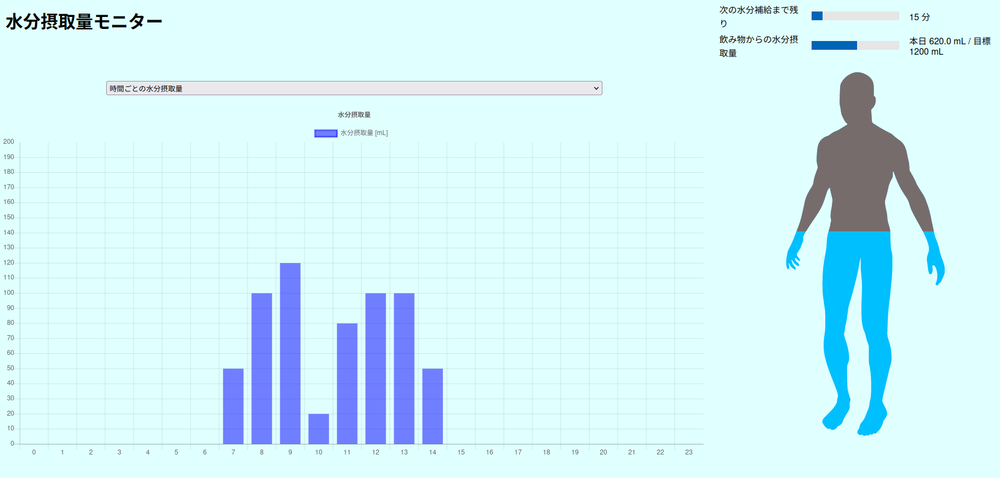 水分摂取量モニター
次の水分補給まで残
り
15 分
飲み物からの水分摂
取量
本日 620.0 mL / 目標
1200 mL
時間ごとの水分摂取量
水分摂取量
水分摂取量 [mL]
200
190
180
170
160
150
140
130
120
110
100
90
80
70
60
50
40
30
20
10
0
0 1 2 3 4 5 6 7 8 9 10 11 12 13 14 15 16 17 18 19 20 21 22 23